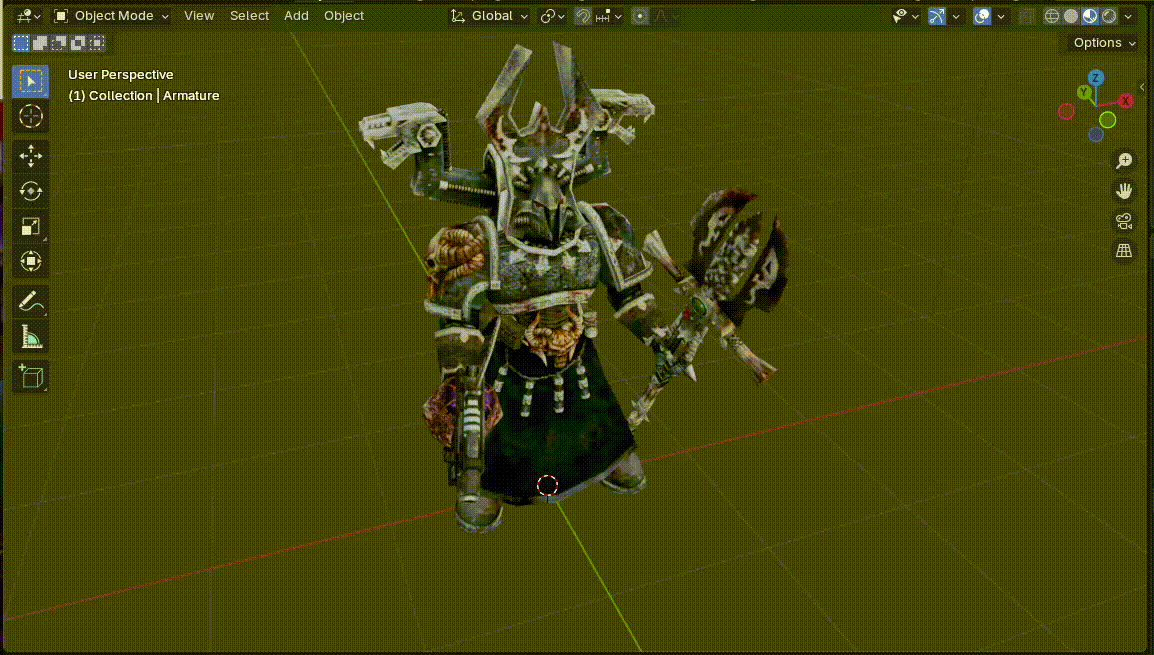 Object Mode View Select Add Object Global
Options
User Perspective
(1) Collection | Armature
Z
Y
X